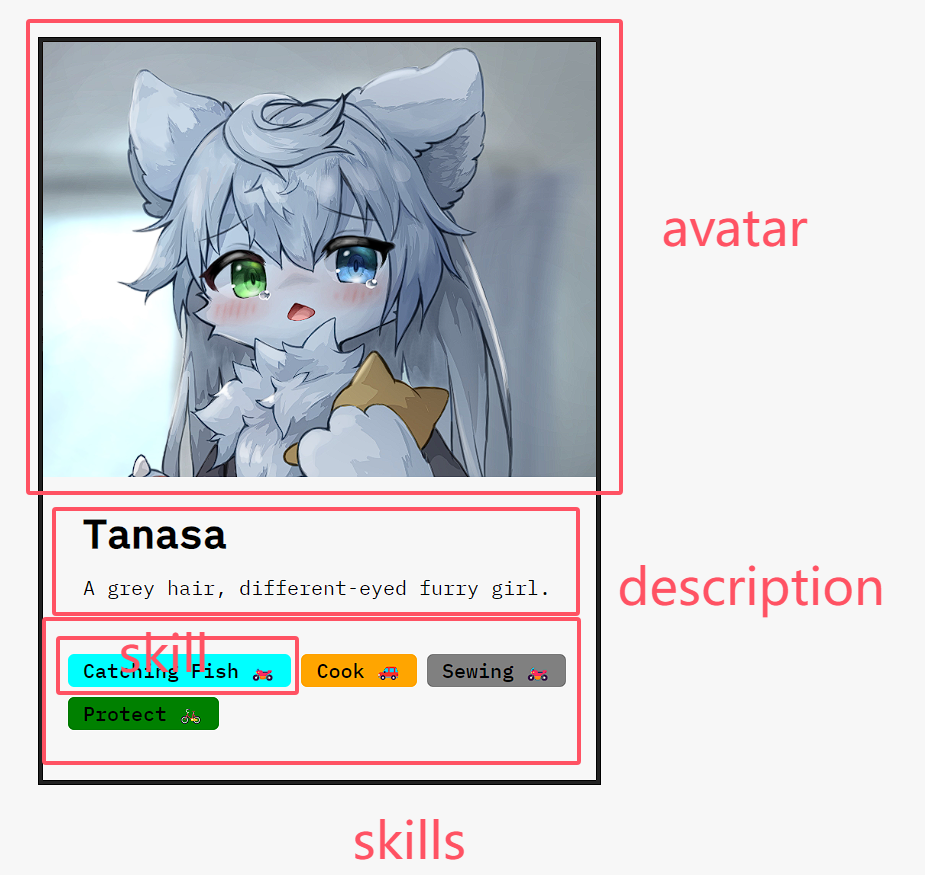 avatar
Tanasa
A grey hair, different-eyed furry girl.
description
skill
Catching Fish 🏍️ Cook 🚗 Sewing 🏍️
Protect 🛵
skills